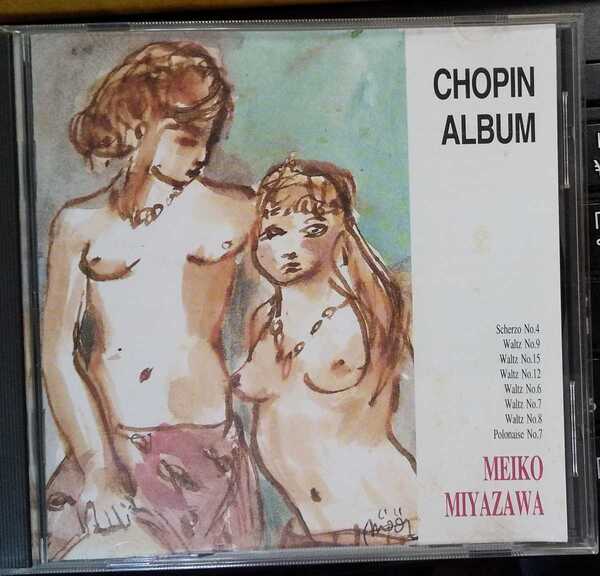 CHOPIN
ALBUM
Scherzo No.4
Waltz No.9
Waltz No.15
Waltz No.12
Waltz No.6
Waltz No.7
Waltz No.8
Polonaise No.7
MEIKO
MIYAZAWA